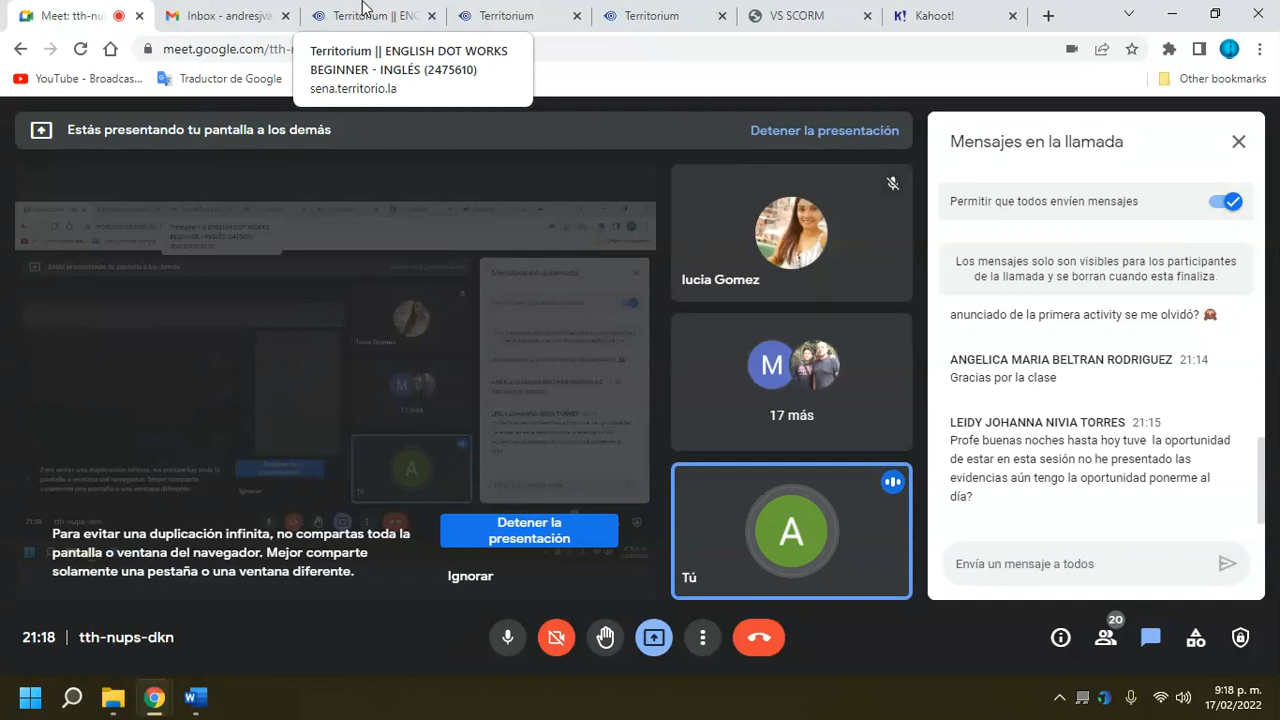 Meet: tth-nu
Inbox - andresjva
Territorium || ENG
Territorium
Territorium
VS SCORM
Kahoot!
meet.google.com/tth-n
YouTube - Broadcas...
Traductor de Google
Other bookmarks
Territorium || ENGLISH DOT WORKS
BEGINNER - INGLÉS (2475610)
sena.territorio.la
Estás presentando tu pantalla a los demás
Detener la presentación
lucia Gomez
M
17 más
A
Tú
Para evitar una duplicación infinita, no compartas toda la
pantalla o ventana del navegador. Mejor comparte
solamente una pestaña o una ventana diferente.
Detener la
presentación
Ignorar
Mensajes en la llamada
Permitir que todos envíen mensajes
Los mensajes solo son visibles para los participantes
de la llamada y se borran cuando esta finaliza.
anunciado de la primera activity se me olvidó? 🙈
ANGELICA MARIA BELTRAN RODRIGUEZ 21:14
Gracias por la clase
LEIDY JOHANNA NIVIA TORRES 21:15
Profe buenas noches hasta hoy tuve la oportunidad
de estar en esta sesión no he presentado las
evidencias aún tengo la oportunidad ponerme al
día?
Envía un mensaje a todos
21:18 | tth-nups-dkn
20
9:18 p. m.
17/02/2022